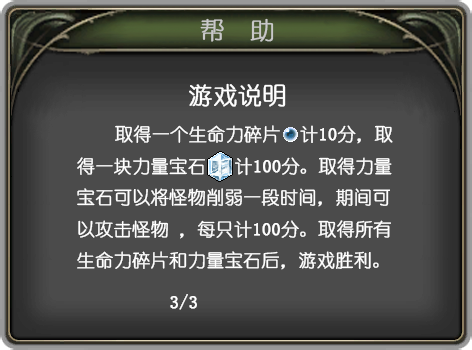 帮 助
游戏说明
取得一个生命力碎片计10分，取
得一块力量宝石计100分。取得力量
宝石可以将怪物削弱一段时间，期间可
以攻击怪物 ，每只计100分。取得所有
生命力碎片和力量宝石后，游戏胜利。
3/3